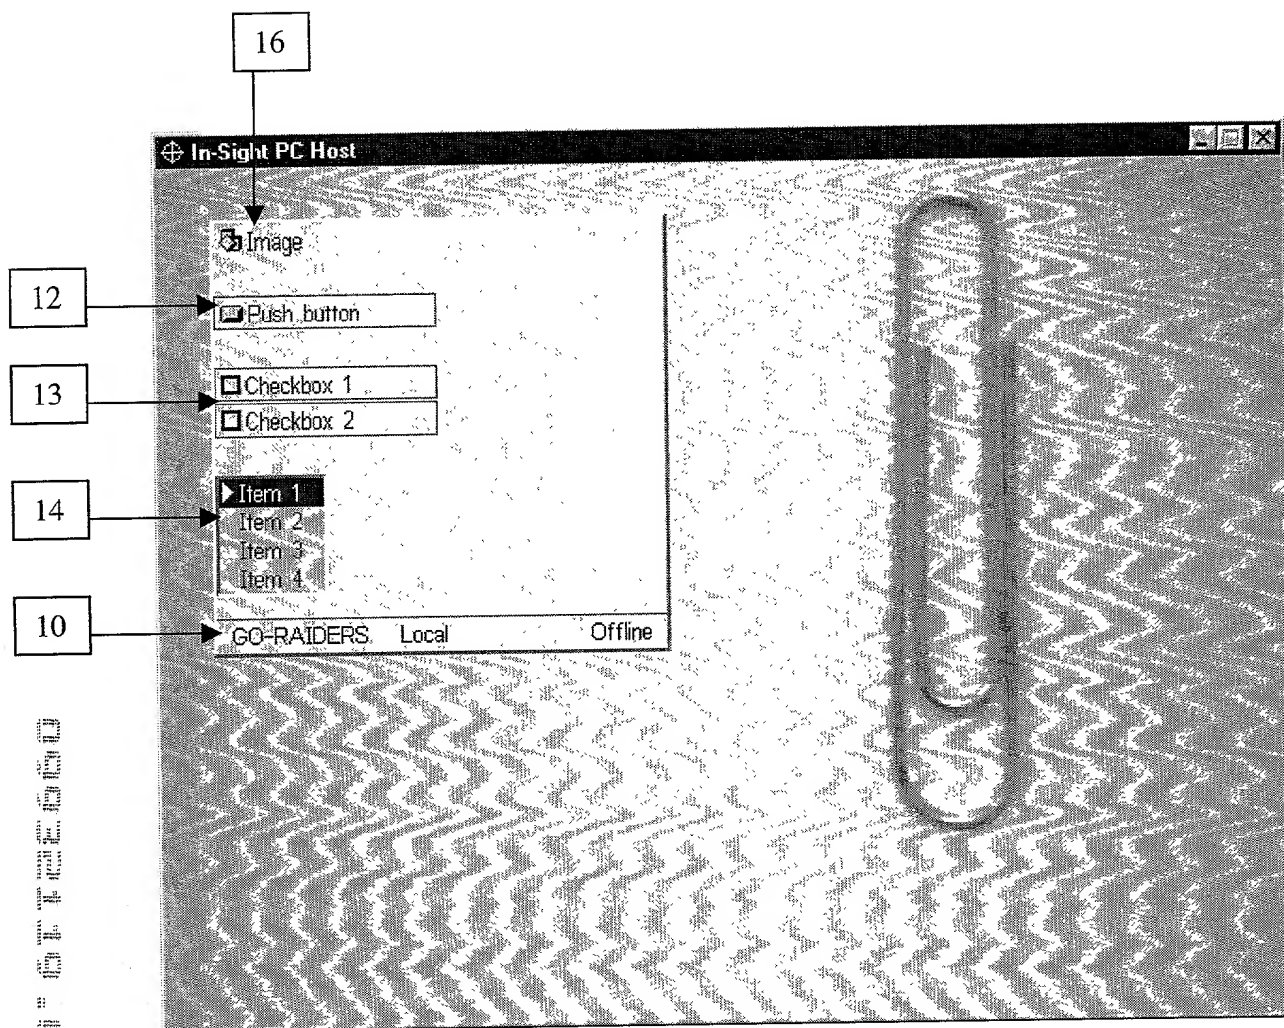 16
In-Sight PC Host
Image
12
Push button
13
Checkbox 1
Checkbox 2
14
Item 1
Item 2
Item 3
Item 4
10
GO-RAIDERS Local Offline